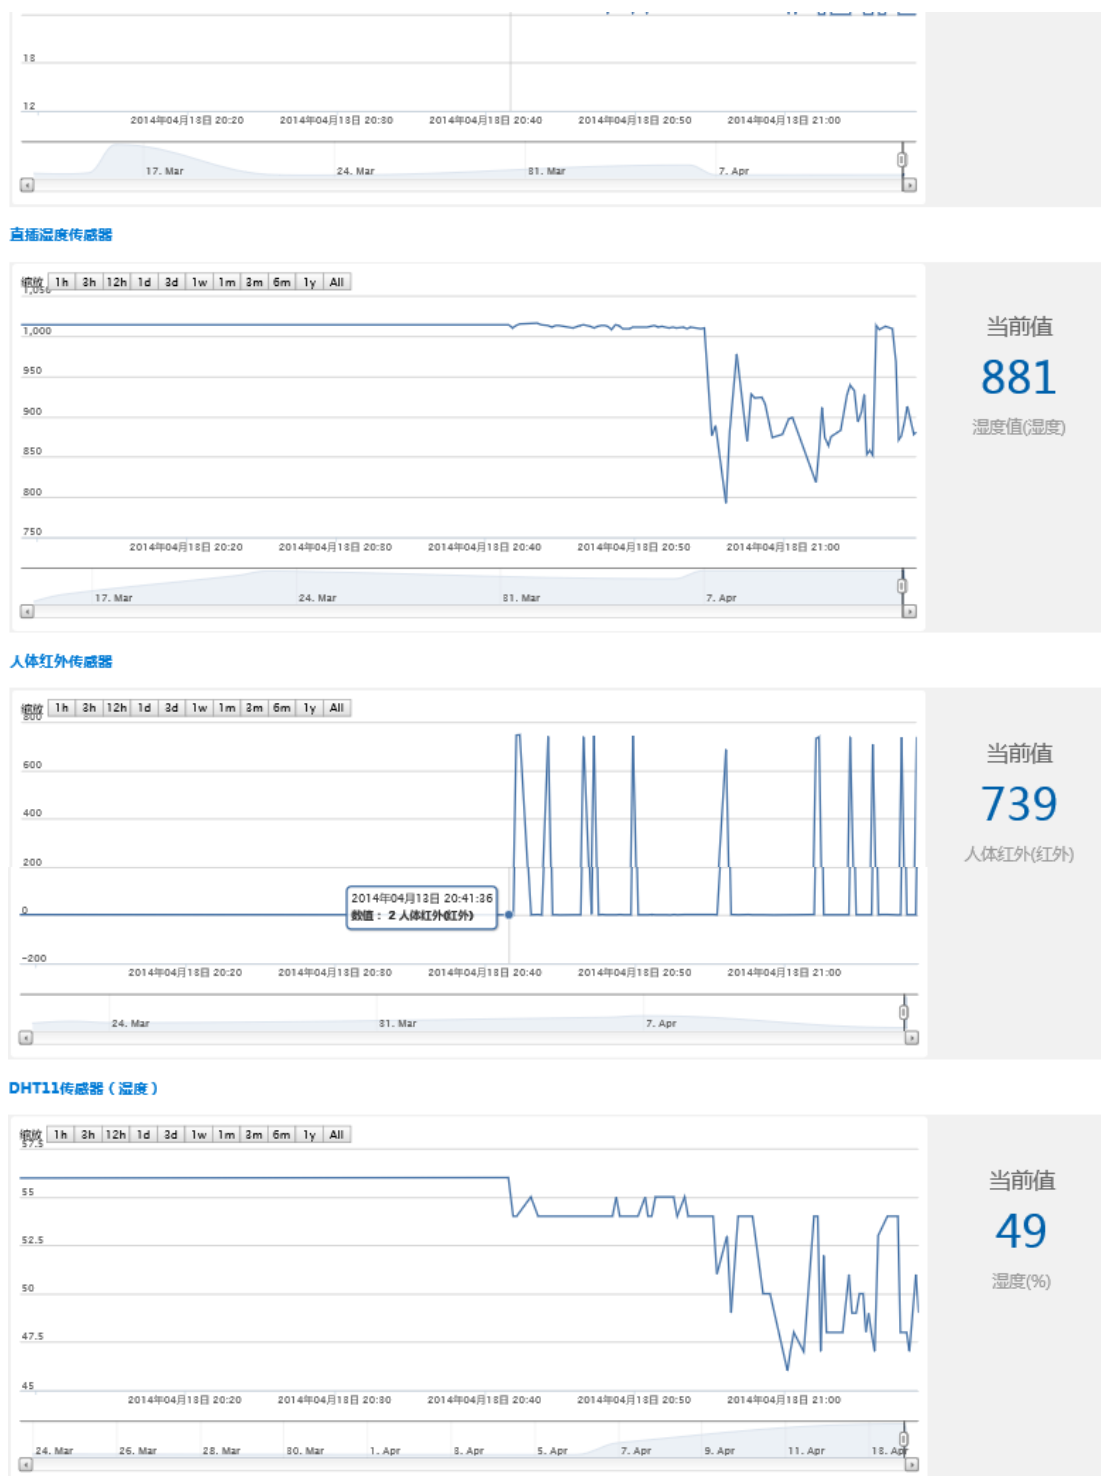 18
12
2014年04月18日 20:20 2014年04月18日 20:30 2014年04月18日 20:40 2014年04月18日 20:50 2014年04月18日 21:00
17. Mar 24. Mar 31. Mar 7. Apr
直插湿度传感器
缩放 1h 3h 12h 1d 3d 1w 1m 3m 6m 1y All
1,050
1,000
950
900
850
800
750
2014年04月18日 20:20 2014年04月18日 20:30 2014年04月18日 20:40 2014年04月18日 20:50 2014年04月18日 21:00
17. Mar 24. Mar 31. Mar 7. Apr
当前值
881
湿度值(湿度)
人体红外传感器
缩放 1h 3h 12h 1d 3d 1w 1m 3m 6m 1y All
800
600
400
200
0
-200
2014年04月18日 20:41:36
数值： 2 人体红外(红外)
2014年04月18日 20:20 2014年04月18日 20:30 2014年04月18日 20:40 2014年04月18日 20:50 2014年04月18日 21:00
24. Mar 31. Mar 7. Apr
当前值
739
人体红外(红外)
DHT11传感器（湿度）
缩放 1h 3h 12h 1d 3d 1w 1m 3m 6m 1y All
57.5
55
52.5
50
47.5
45
2014年04月18日 20:20 2014年04月18日 20:30 2014年04月18日 20:40 2014年04月18日 20:50 2014年04月18日 21:00
24. Mar 26. Mar 28. Mar 30. Mar 1. Apr 3. Apr 5. Apr 7. Apr 9. Apr 11. Apr 18. Apr
当前值
49
湿度(%)